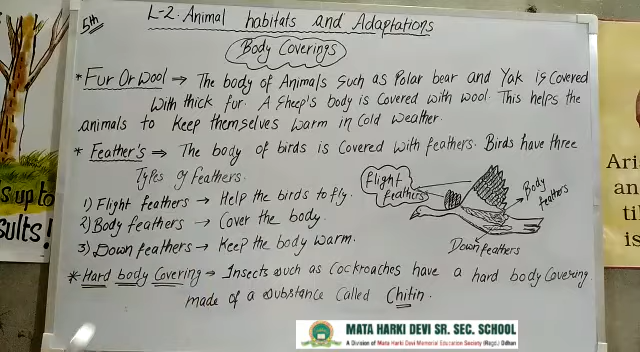 5th
L-2. Animal habitats and Adaptations
Body Coverings
* Fur Or Wool → The body of Animals such as Polar bear and Yak is Covered
with thick fur. A Sheep's body is Covered with wool. This helps the
animals to keep themselves warm in Cold weather.
* Feather's → The body of birds is Covered with feathers. Birds have three
Types of feathers.
1) Flight feathers → Help the birds to fly.
2) Body feathers → Cover the body.
3) Down feathers → Keep the body warm.
flight
feathers
Body
feathers
Down feathers
* Hard body Covering → Insects such as Cockroaches have a hard body Covering
made of a substance Called Chitin.
s up to
sults!
Aria
an
til
is
MATA HARKI DEVI SR. SEC. SCHOOL
A Division of Mata Harki Devi Memorial Education Society (Regd.) Odhan